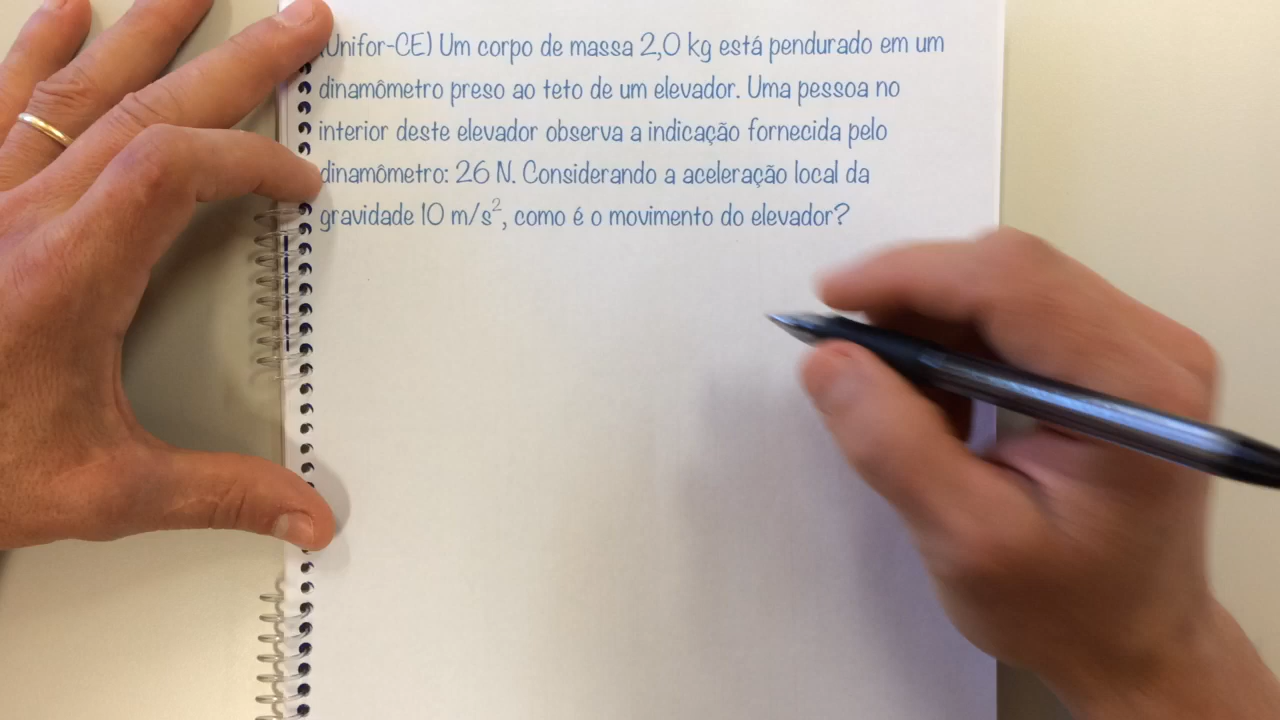 (Unifor-CE) Um corpo de massa 2,0 kg está pendurado em um
dinamômetro preso ao teto de um elevador. Uma pessoa no
interior deste elevador observa a indicação fornecida pelo
dinamômetro: 26 N. Considerando a aceleração local da
gravidade 10 m/s², como é o movimento do elevador?